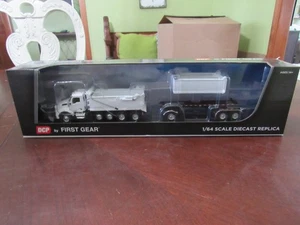 DCP by FIRST GEAR
1/64 SCALE DIECAST REPLICA